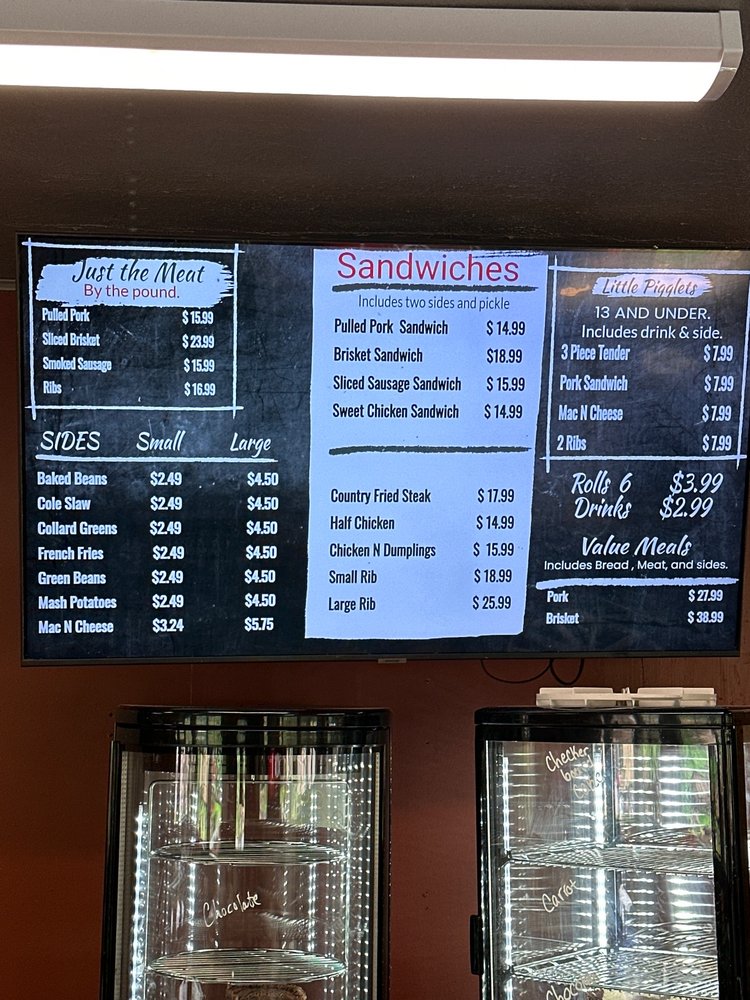 Just the Meat
By the pound.
Pulled Pork $15.99
Sliced Brisket $23.99
Smoked Sausage $15.99
Ribs $16.99
SIDES Small Large
Baked Beans $2.49 $4.50
Cole Slaw $2.49 $4.50
Collard Greens $2.49 $4.50
French Fries $2.49 $4.50
Green Beans $2.49 $4.50
Mash Potatoes $2.49 $4.50
Mac N Cheese $3.24 $5.75
Sandwiches
Includes two sides and pickle
Pulled Pork Sandwich $14.99
Brisket Sandwich $18.99
Sliced Sausage Sandwich $15.99
Sweet Chicken Sandwich $14.99
Country Fried Steak $17.99
Half Chicken $14.99
Chicken N Dumplings $15.99
Small Rib $18.99
Large Rib $25.99
Little Pigglets
13 AND UNDER.
Includes drink & side.
3 Piece Tender $7.99
Pork Sandwich $7.99
Mac N Cheese $7.99
2 Ribs $7.99
Rolls 6 $3.99
Drinks $2.99
Value Meals
Includes Bread , Meat, and sides.
Pork $27.99
Brisket $38.99
Chocolate
Checker
Carrot